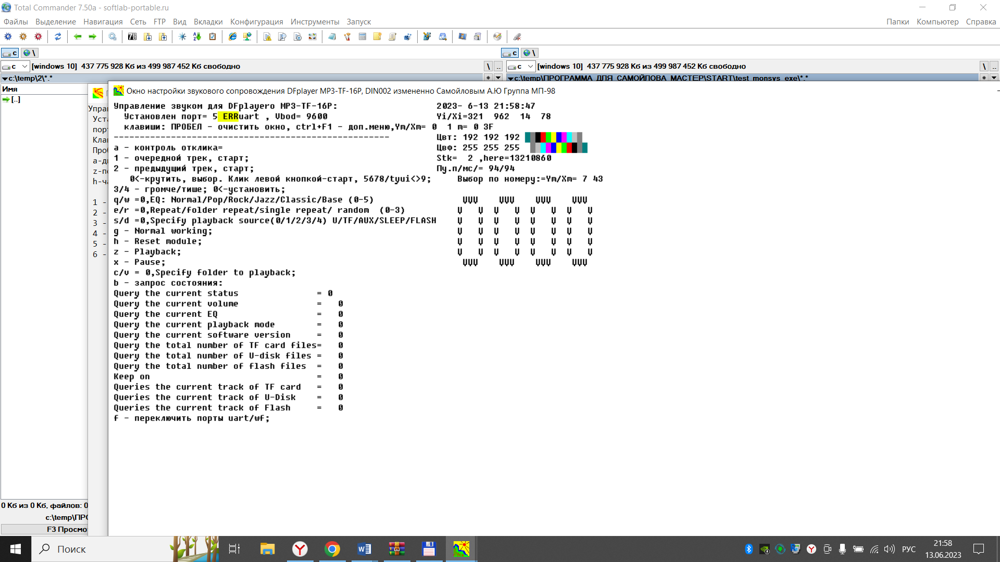 Total Commander 7.50a - softlab-portable.ru
Файлы Выделение Навигация Сеть FTP Вид Вкладки Конфигурация Инструменты Запуск Папки Компьютер Справка
c \ c \
c [windows 10] 437 775 928 Кб из 499 987 452 Кб свободно \ .. c [windows 10] 437 775 928 Кб из 499 987 452 Кб свободно \ ..
c:\temp\2\*.* * c:\temp\ПРОГРАММА ДЛЯ САМОЙЛОВА МАСТЕР\START\test_monsys_exe\*.* *
Имя
[..]
Окно настройки звукового сопровождения DFplayer MP3-TF-16P, DIN002 измененно Самойловым А.Ю Группа МП-98
Управление звуком для DFplayero MP3-TF-16P: 2023- 6-13 21:58:47
Установлен порт= 5 ERRuart , Vbod= 9600 Yi/Xi=321 962 14 78
клавиши: ПРОБЕЛ - очистить окно, ctrl+F1 - доп.меню,Ym/Xm= 0 1 m= 0 3F
----------------------------------------------------- Цвт: 192 192 192
a - контроль отклика= Цвф: 255 255 255
1 - очередной трек, старт; Stk= 2 ,here=13210860
2 - предыдущий трек, старт; Пу.п/мс/= 94/94
0<-крутить, выбор. Клик левой кнопкой-старт, 5678/tyui<>9; Выбор по номеру:=Ym/Xm= 7 43
3/4 - громче/тише; 0<-установить;
q/w =0,EQ: Normal/Pop/Rock/Jazz/Classic/Base (0-5) VVV VVV VVV VVV
e/r =0,Repeat/folder repeat/single repeat/ random (0-3) V V V V V V V V
s/d =0,Specify playback source(0/1/2/3/4) U/TF/AUX/SLEEP/FLASH V V V V V V V V
g - Normal working; V V V V V V V V
h - Reset module; V V V V V V V V
z - Playback; V V V V V V V V
x - Pause; VVV VVV VVV VVV
c/v = 0,Specify folder to playback;
b - запрос состояния:
Query the current status = 0
Query the current volume = 0
Query the current EQ = 0
Query the current playback mode = 0
Query the current software version = 0
Query the total number of TF card files= 0
Query the total number of U-disk files = 0
Query the total number of flash files = 0
Keep on = 0
Queries the current track of TF card = 0
Queries the current track of U-Disk = 0
Queries the current track of Flash = 0
f - переключить порты uart/wf;
Упра
Уст
порт
Кла
Про
а-д
z-п
h-ч
1 -
2 -
3 -
4 -
5 -
6 -
0 Кб из 0 Кб, файлов: 0
c:\temp\ПРО
F3 Просмо
Поиск
РУС
21:58
13.06.2023